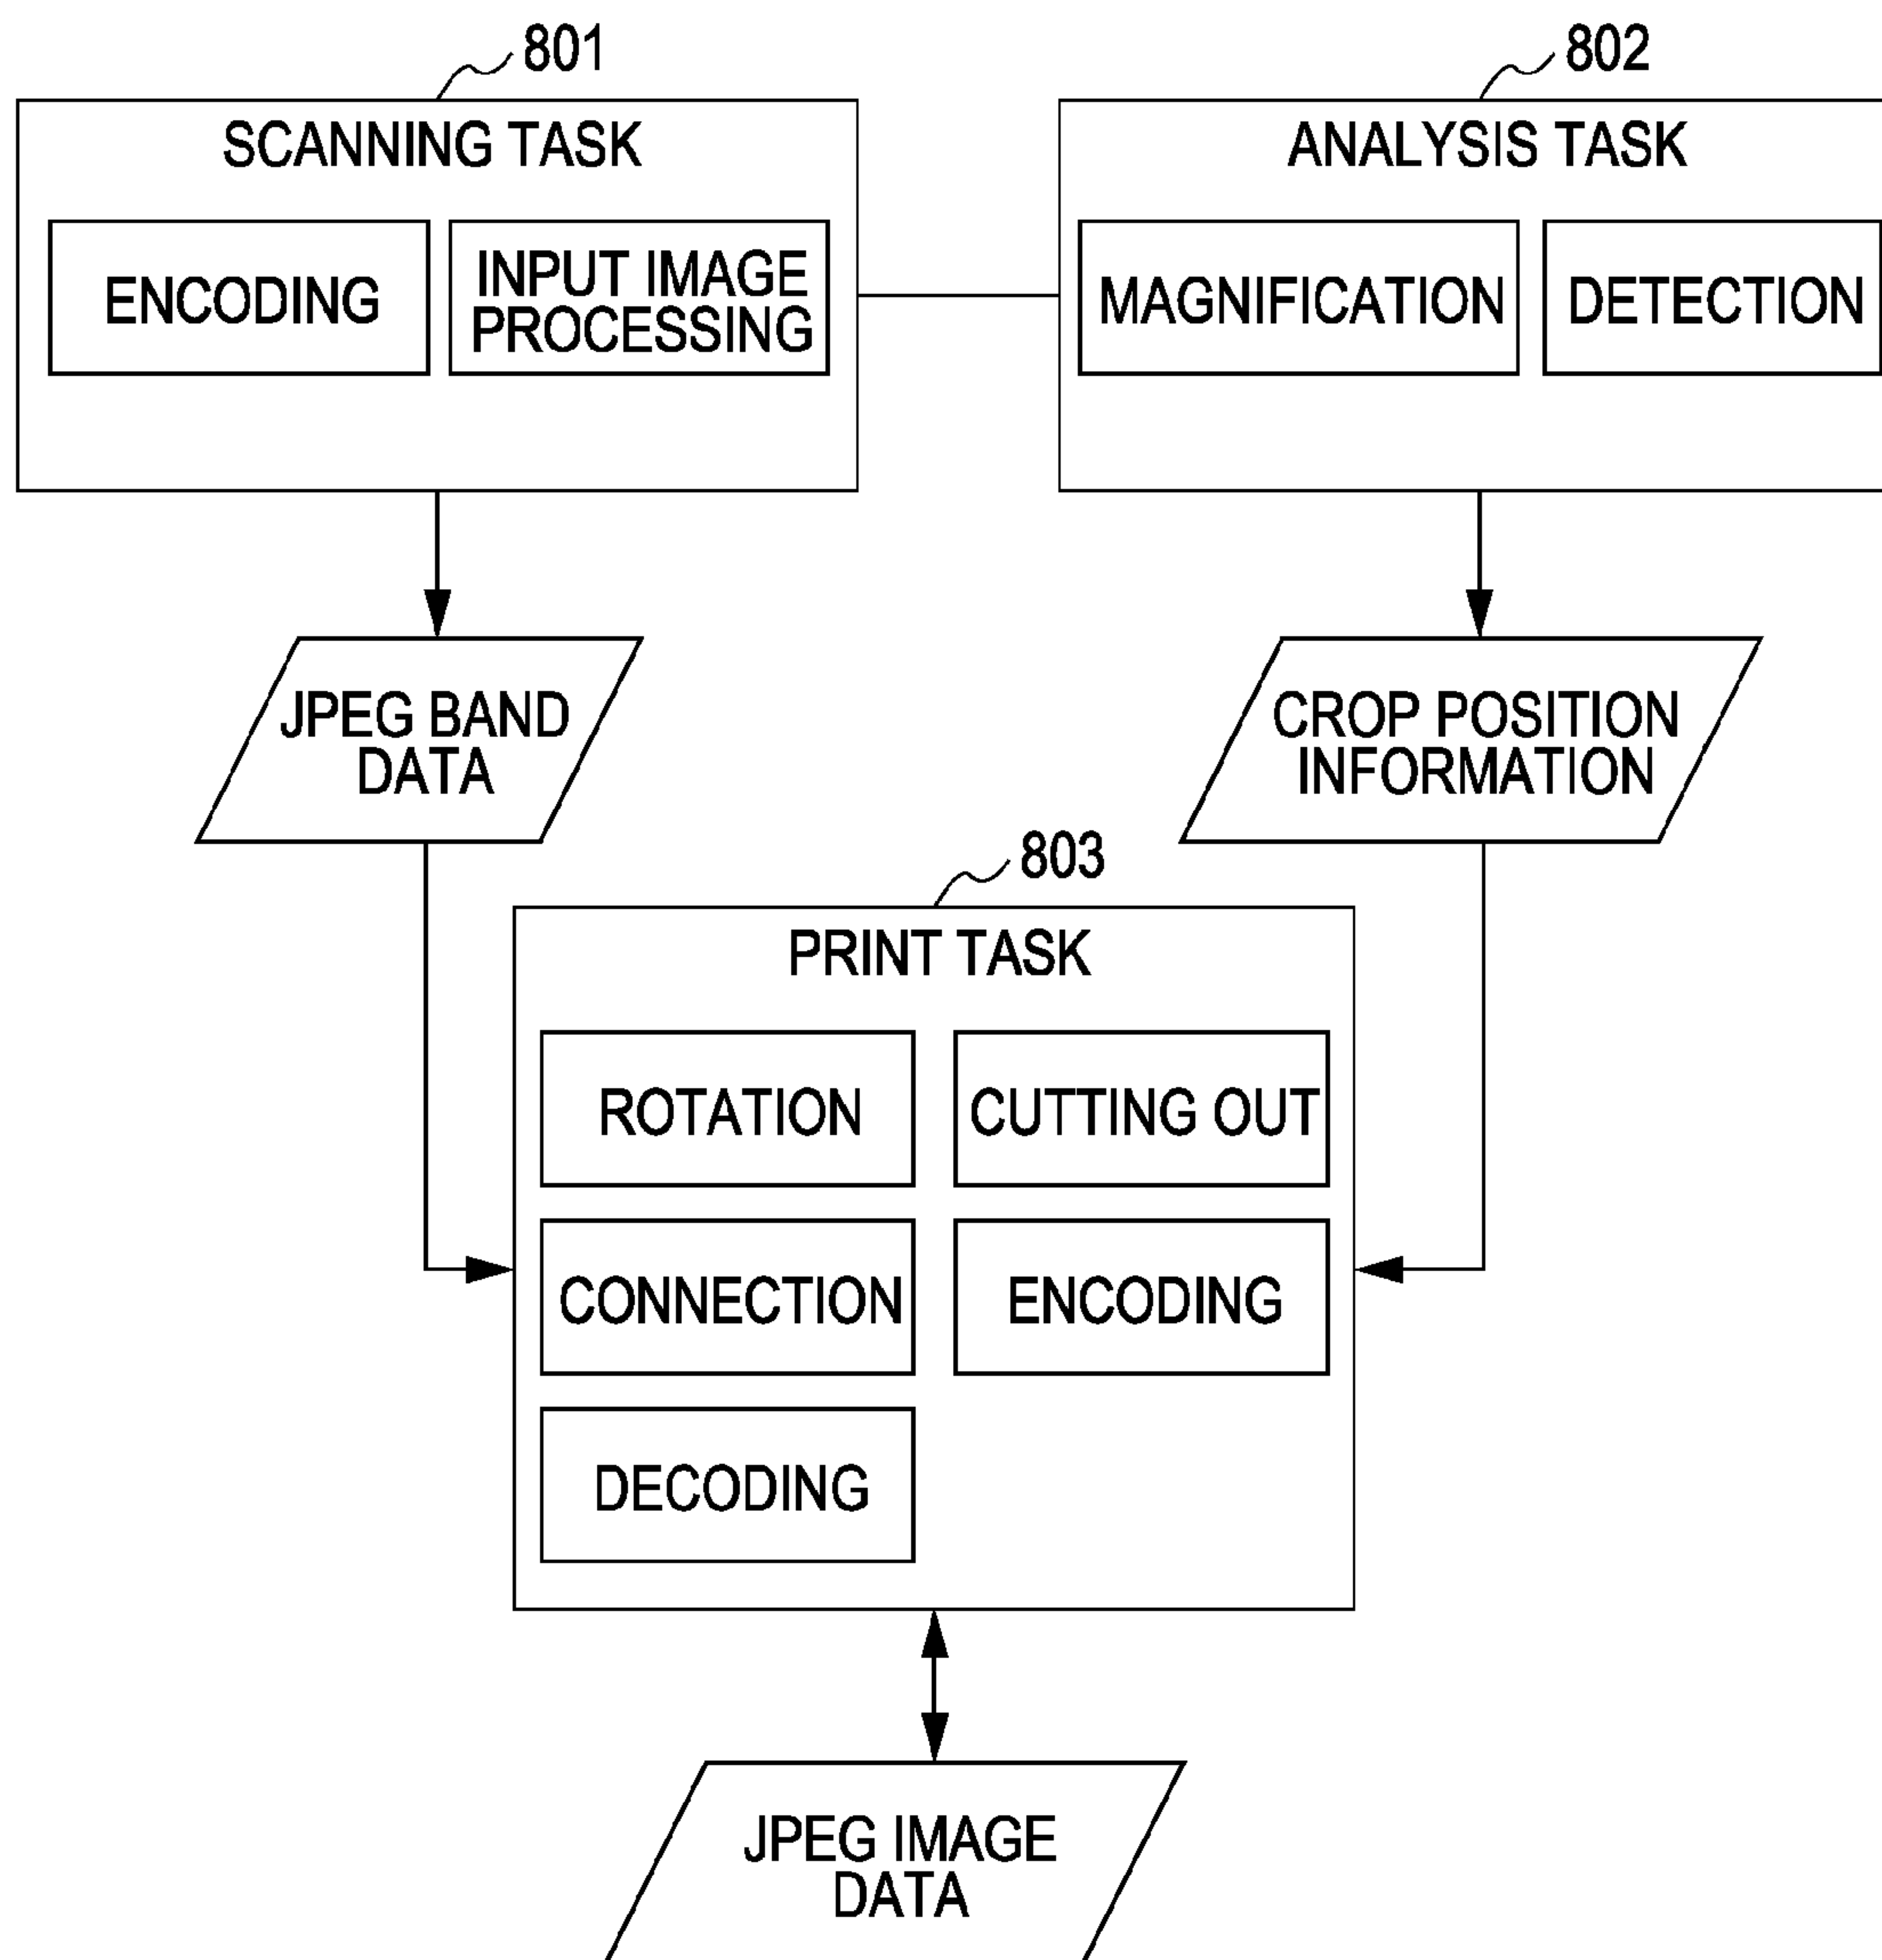 801
802
SCANNING TASK
ENCODING
INPUT IMAGE
PROCESSING
ANALYSIS TASK
MAGNIFICATION
DETECTION
JPEG BAND
DATA
CROP POSITION
INFORMATION
803
PRINT TASK
ROTATION
CUTTING OUT
CONNECTION
ENCODING
DECODING
JPEG IMAGE
DATA